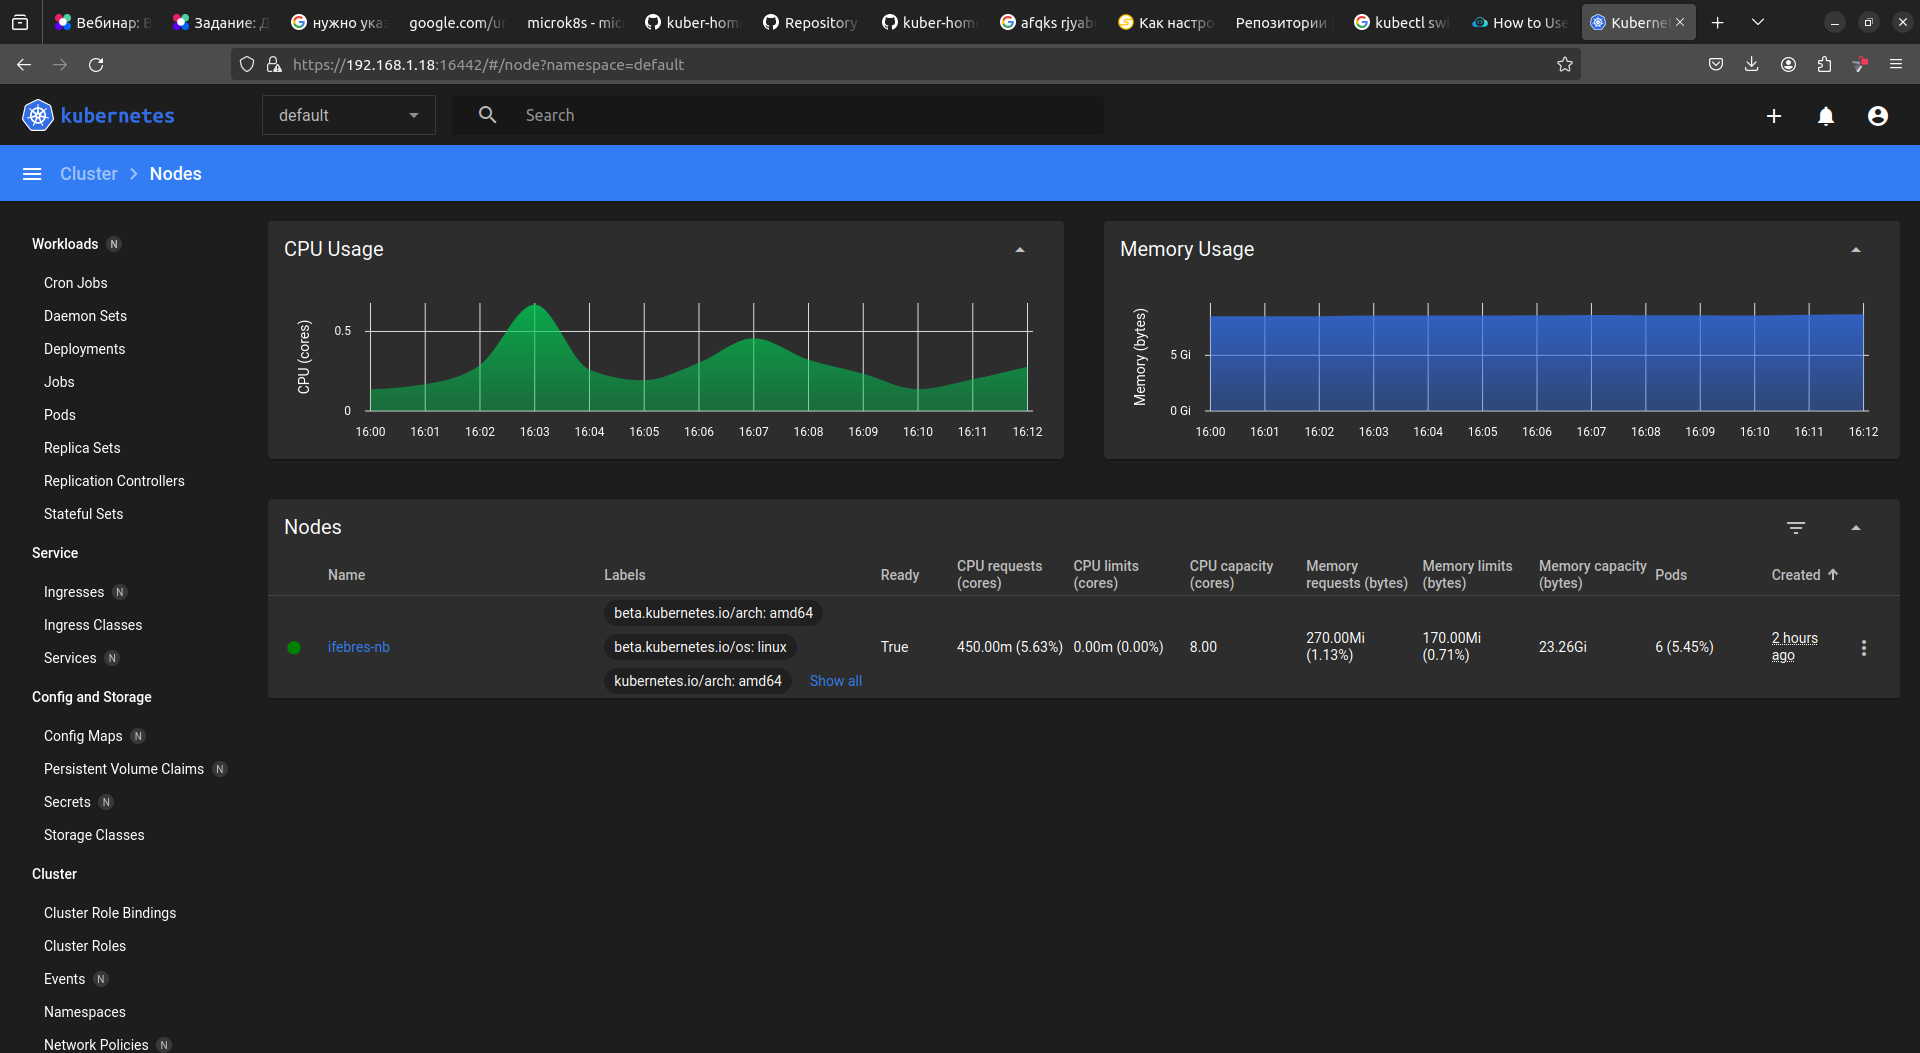 Вебинар: В
Задание: Д
нужно ука
google.com/ur
microk8s - mic
kuber-hom
Repository
kuber-hom
afqks rjyab
Как настро
Репозитории
kubectl swi
How to Use
Kuberne
https://192.168.1.18:16442/#/node?namespace=default
kubernetes
default
Search
Cluster
Nodes
Workloads N
Cron Jobs
Daemon Sets
Deployments
Jobs
Pods
Replica Sets
Replication Controllers
Stateful Sets
Service
Ingresses N
Ingress Classes
Services N
Config and Storage
Config Maps N
Persistent Volume Claims N
Secrets N
Storage Classes
Cluster
Cluster Role Bindings
Cluster Roles
Events N
Namespaces
Network Policies N
CPU Usage
CPU (cores)
0.5
0
16:00 16:01 16:02 16:03 16:04 16:05 16:06 16:07 16:08 16:09 16:10 16:11 16:12
Memory Usage
Memory (bytes)
5 Gi
0 Gi
16:00 16:01 16:02 16:03 16:04 16:05 16:06 16:07 16:08 16:09 16:10 16:11 16:12
Nodes
Name
Labels
Ready
CPU requests
(cores)
CPU limits
(cores)
CPU capacity
(cores)
Memory
requests (bytes)
Memory limits
(bytes)
Memory capacity
(bytes)
Pods
Created
ifebres-nb
beta.kubernetes.io/arch: amd64
beta.kubernetes.io/os: linux
kubernetes.io/arch: amd64
Show all
True
450.00m (5.63%)
0.00m (0.00%)
8.00
270.00Mi
(1.13%)
170.00Mi
(0.71%)
23.26Gi
6 (5.45%)
2 hours
ago